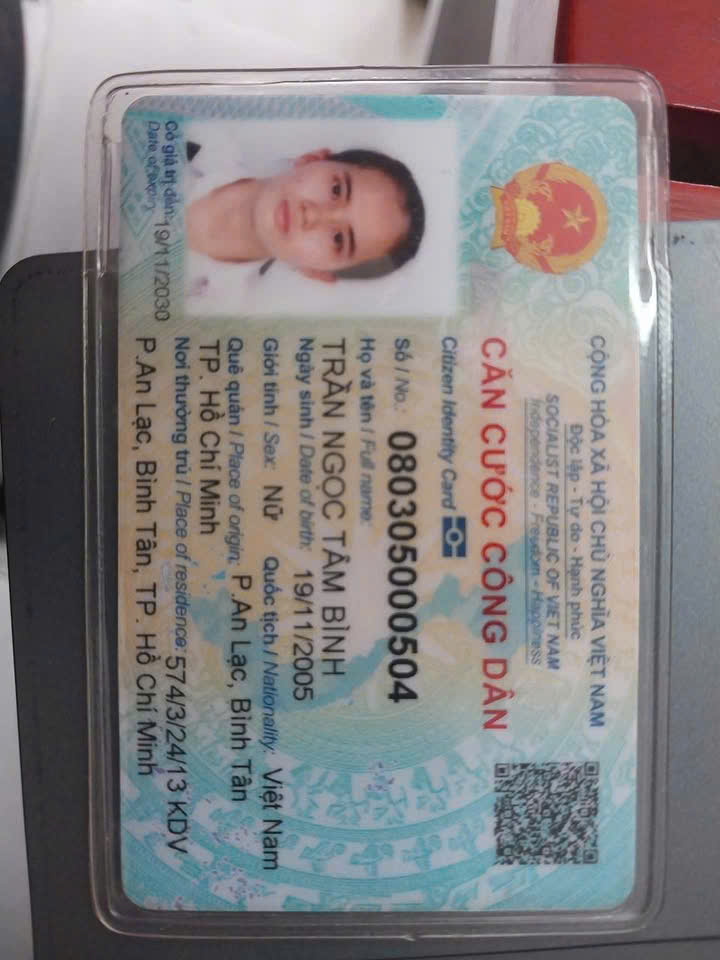 CỘNG HÒA XÃ HỘI CHỦ NGHĨA VIỆT NAM
Độc lập - Tự do - Hạnh phúc
SOCIALIST REPUBLIC OF VIET NAM
Independence - Freedom - Happiness
CĂN CƯỚC CÔNG DÂN
Citizen Identity Card
Số / No.: 080305000504
Họ và tên / Full name:
TRẦN NGỌC TÂM BÌNH
Ngày sinh / Date of birth: 19/11/2005
Giới tính / Sex: Nữ Quốc tịch / Nationality: Việt Nam
Quê quán / Place of origin: P.An Lạc, Bình Tân
TP. Hồ Chí Minh
Nơi thường trú / Place of residence: 574/3/24/13 KDV
P.An Lạc, Bình Tân, TP. Hồ Chí Minh
Có giá trị đến: 19/11/2030
Date of expiry